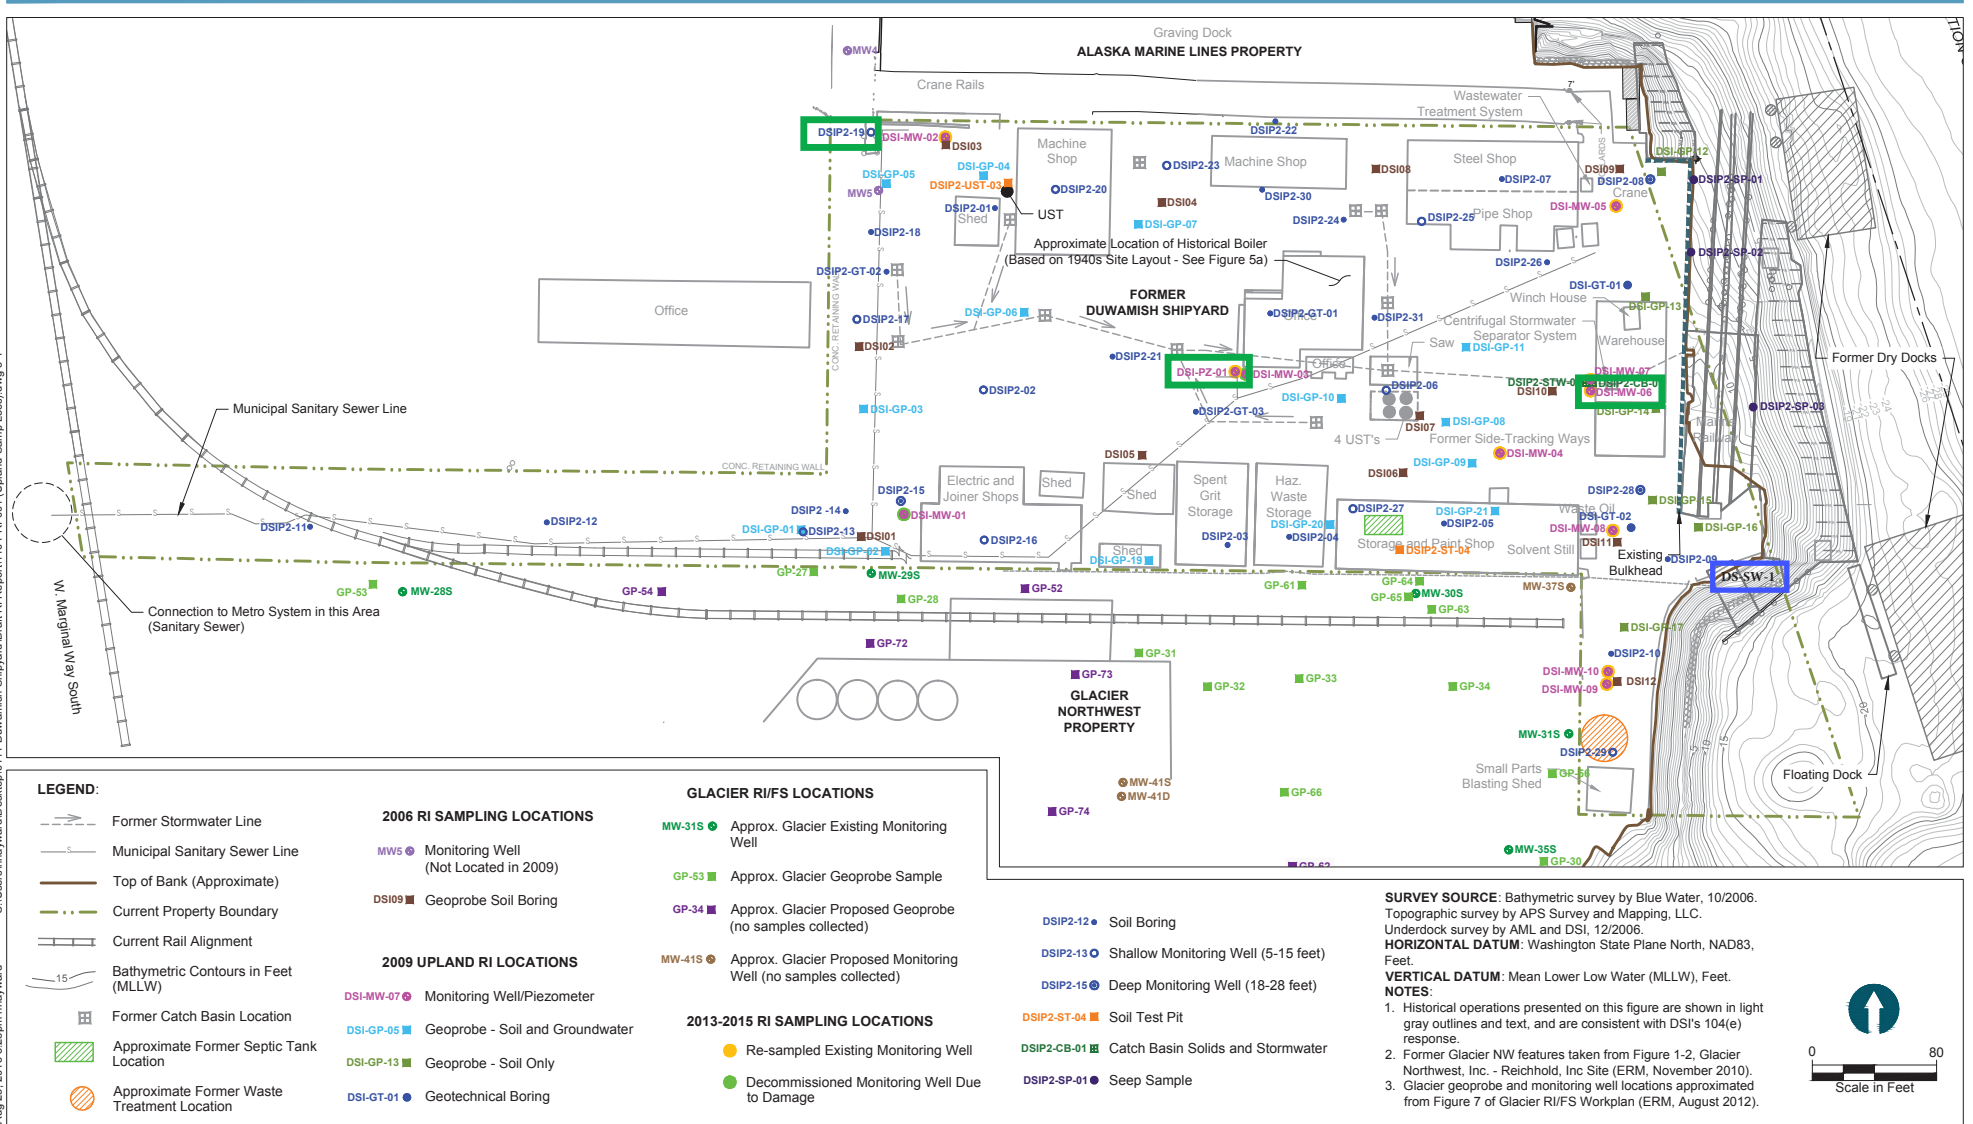 Graving Dock
ALASKA MARINE LINES PROPERTY
MW4
Crane Rails
7'
Wastewater
Treatment System
DSIP2-19
DSI-MW-02
DSI03
DSIP2-22
DSI-GP-12
Machine
Shop
Machine Shop
Steel Shop
DSI-GP-04
DSI-GP-05
DSIP2-23
DSI08
DSI09
DSIP2-08
DSIP2-SP-01
MW5
DSIP2-UST-03
DSIP2-20
DSIP2-30
DSIP2-07
Crane
DSIP2-01
Shed
UST
DSI04
DSI-MW-05
DSI-GP-07
DSIP2-24
DSIP2-25
Pipe Shop
DSIP2-18
Approximate Location of Historical Boiler
(Based on 1940s Site Layout - See Figure 5a)
DSIP2-GT-02
DSIP2-26
DSIP2-SP-02
Office
CONC. RETAINING WALL
FORMER
DUWAMISH SHIPYARD
DSI-GT-01
Winch House
DSI-GP-13
DSIP2-17
DSI-GP-06
DSIP2-GT-01
Office
DSIP2-31
Centrifugal Stormwater
Separator System
Warehouse
DSI02
DSIP2-21
Saw
DSI-GP-11
Former Dry Docks
DSI-PZ-01
DSI-MW-03
Office
DSI-MW-07
DSIP2-02
DSIP2-06
DSI10
DSI-MW-06
DSI-GP-10
DSI-GP-03
DSIP2-GT-03
DSI-GP-14
DSIP2-SP-03
Municipal Sanitary Sewer Line
DSI07
DSI-GP-08
4 UST's
Former Side-Tracking Ways
DSI05
DSI-MW-04
CONC. RETAINING WALL
DSI-GP-09
DSI06
Electric and
Joiner Shops
Shed
Shed
Spent
Grit
Storage
Haz.
Waste
Storage
DSIP2-15
DSIP2-28
DSI-GP-15
DSIP2 -14
DSI-MW-01
DSIP2-27
DSI-GP-21
Waste Oil
DSI-GT-02
DSIP2-11
DSIP2-12
DSI-GP-01
DSIP2-13
DSI01
DSI-GP-20
DSIP2-05
DSI-MW-08
DSI-GP-16
DSIP2-16
DSIP2-03
DSIP2-04
DSI-GP-02
Shed
Storage and Paint Shop
DSIP2-ST-04
Solvent Still
DSI11
Existing
Bulkhead
DSIP2-09
DSI-GP-19
GP-27
MW-29S
DS-SW-1
GP-53
MW-28S
GP-54
GP-28
GP-52
GP-61
GP-64
MW-30S
MW-37S
GP-65
GP-63
Connection to Metro System in this Area
(Sanitary Sewer)
W. Marginal Way South
GP-72
DSI-GP-17
GP-31
DSIP2-10
GP-73
GP-32
GP-33
GP-34
DSI-MW-10
DSI-MW-09
DSI12
GLACIER
NORTHWEST
PROPERTY
MW-31S
DSIP2-29
Small Parts
Blasting Shed
Floating Dock
MW-41S
MW-41D
GP-66
GP-74
MW-35S
GP-30
LEGEND:
Former Stormwater Line
Municipal Sanitary Sewer Line
Top of Bank (Approximate)
Current Property Boundary
Current Rail Alignment
15
Bathymetric Contours in Feet
(MLLW)
Former Catch Basin Location
Approximate Former Septic Tank
Location
Approximate Former Waste
Treatment Location
2006 RI SAMPLING LOCATIONS
MW5 Monitoring Well
(Not Located in 2009)
DSI09 Geoprobe Soil Boring
2009 UPLAND RI LOCATIONS
DSI-MW-07 Monitoring Well/Piezometer
DSI-GP-05 Geoprobe - Soil and Groundwater
DSI-GP-13 Geoprobe - Soil Only
DSI-GT-01 Geotechnical Boring
GLACIER RI/FS LOCATIONS
MW-31S Approx. Glacier Existing Monitoring
Well
GP-53 Approx. Glacier Geoprobe Sample
GP-34 Approx. Glacier Proposed Geoprobe
(no samples collected)
MW-41S Approx. Glacier Proposed Monitoring
Well (no samples collected)
2013-2015 RI SAMPLING LOCATIONS
Re-sampled Existing Monitoring Well
Decommissioned Monitoring Well Due
to Damage
DSIP2-12 Soil Boring
DSIP2-13 Shallow Monitoring Well (5-15 feet)
DSIP2-15 Deep Monitoring Well (18-28 feet)
DSIP2-ST-04 Soil Test Pit
DSIP2-CB-01 Catch Basin Solids and Stormwater
DSIP2-SP-01 Seep Sample
SURVEY SOURCE: Bathymetric survey by Blue Water, 10/2006.
Topographic survey by APS Survey and Mapping, LLC.
Underdock survey by AML and DSI, 12/2006.
HORIZONTAL DATUM: Washington State Plane North, NAD83,
Feet.
VERTICAL DATUM: Mean Lower Low Water (MLLW), Feet.
NOTES:
1. Historical operations presented on this figure are shown in light
gray outlines and text, and are consistent with DSI's 104(e)
response.
2. Former Glacier NW features taken from Figure 1-2, Glacier
Northwest, Inc. - Reichhold, Inc Site (ERM, November 2010).
3. Glacier geoprobe and monitoring well locations approximated
from Figure 7 of Glacier RI/FS Workplan (ERM, August 2012).
0 80
Scale in Feet